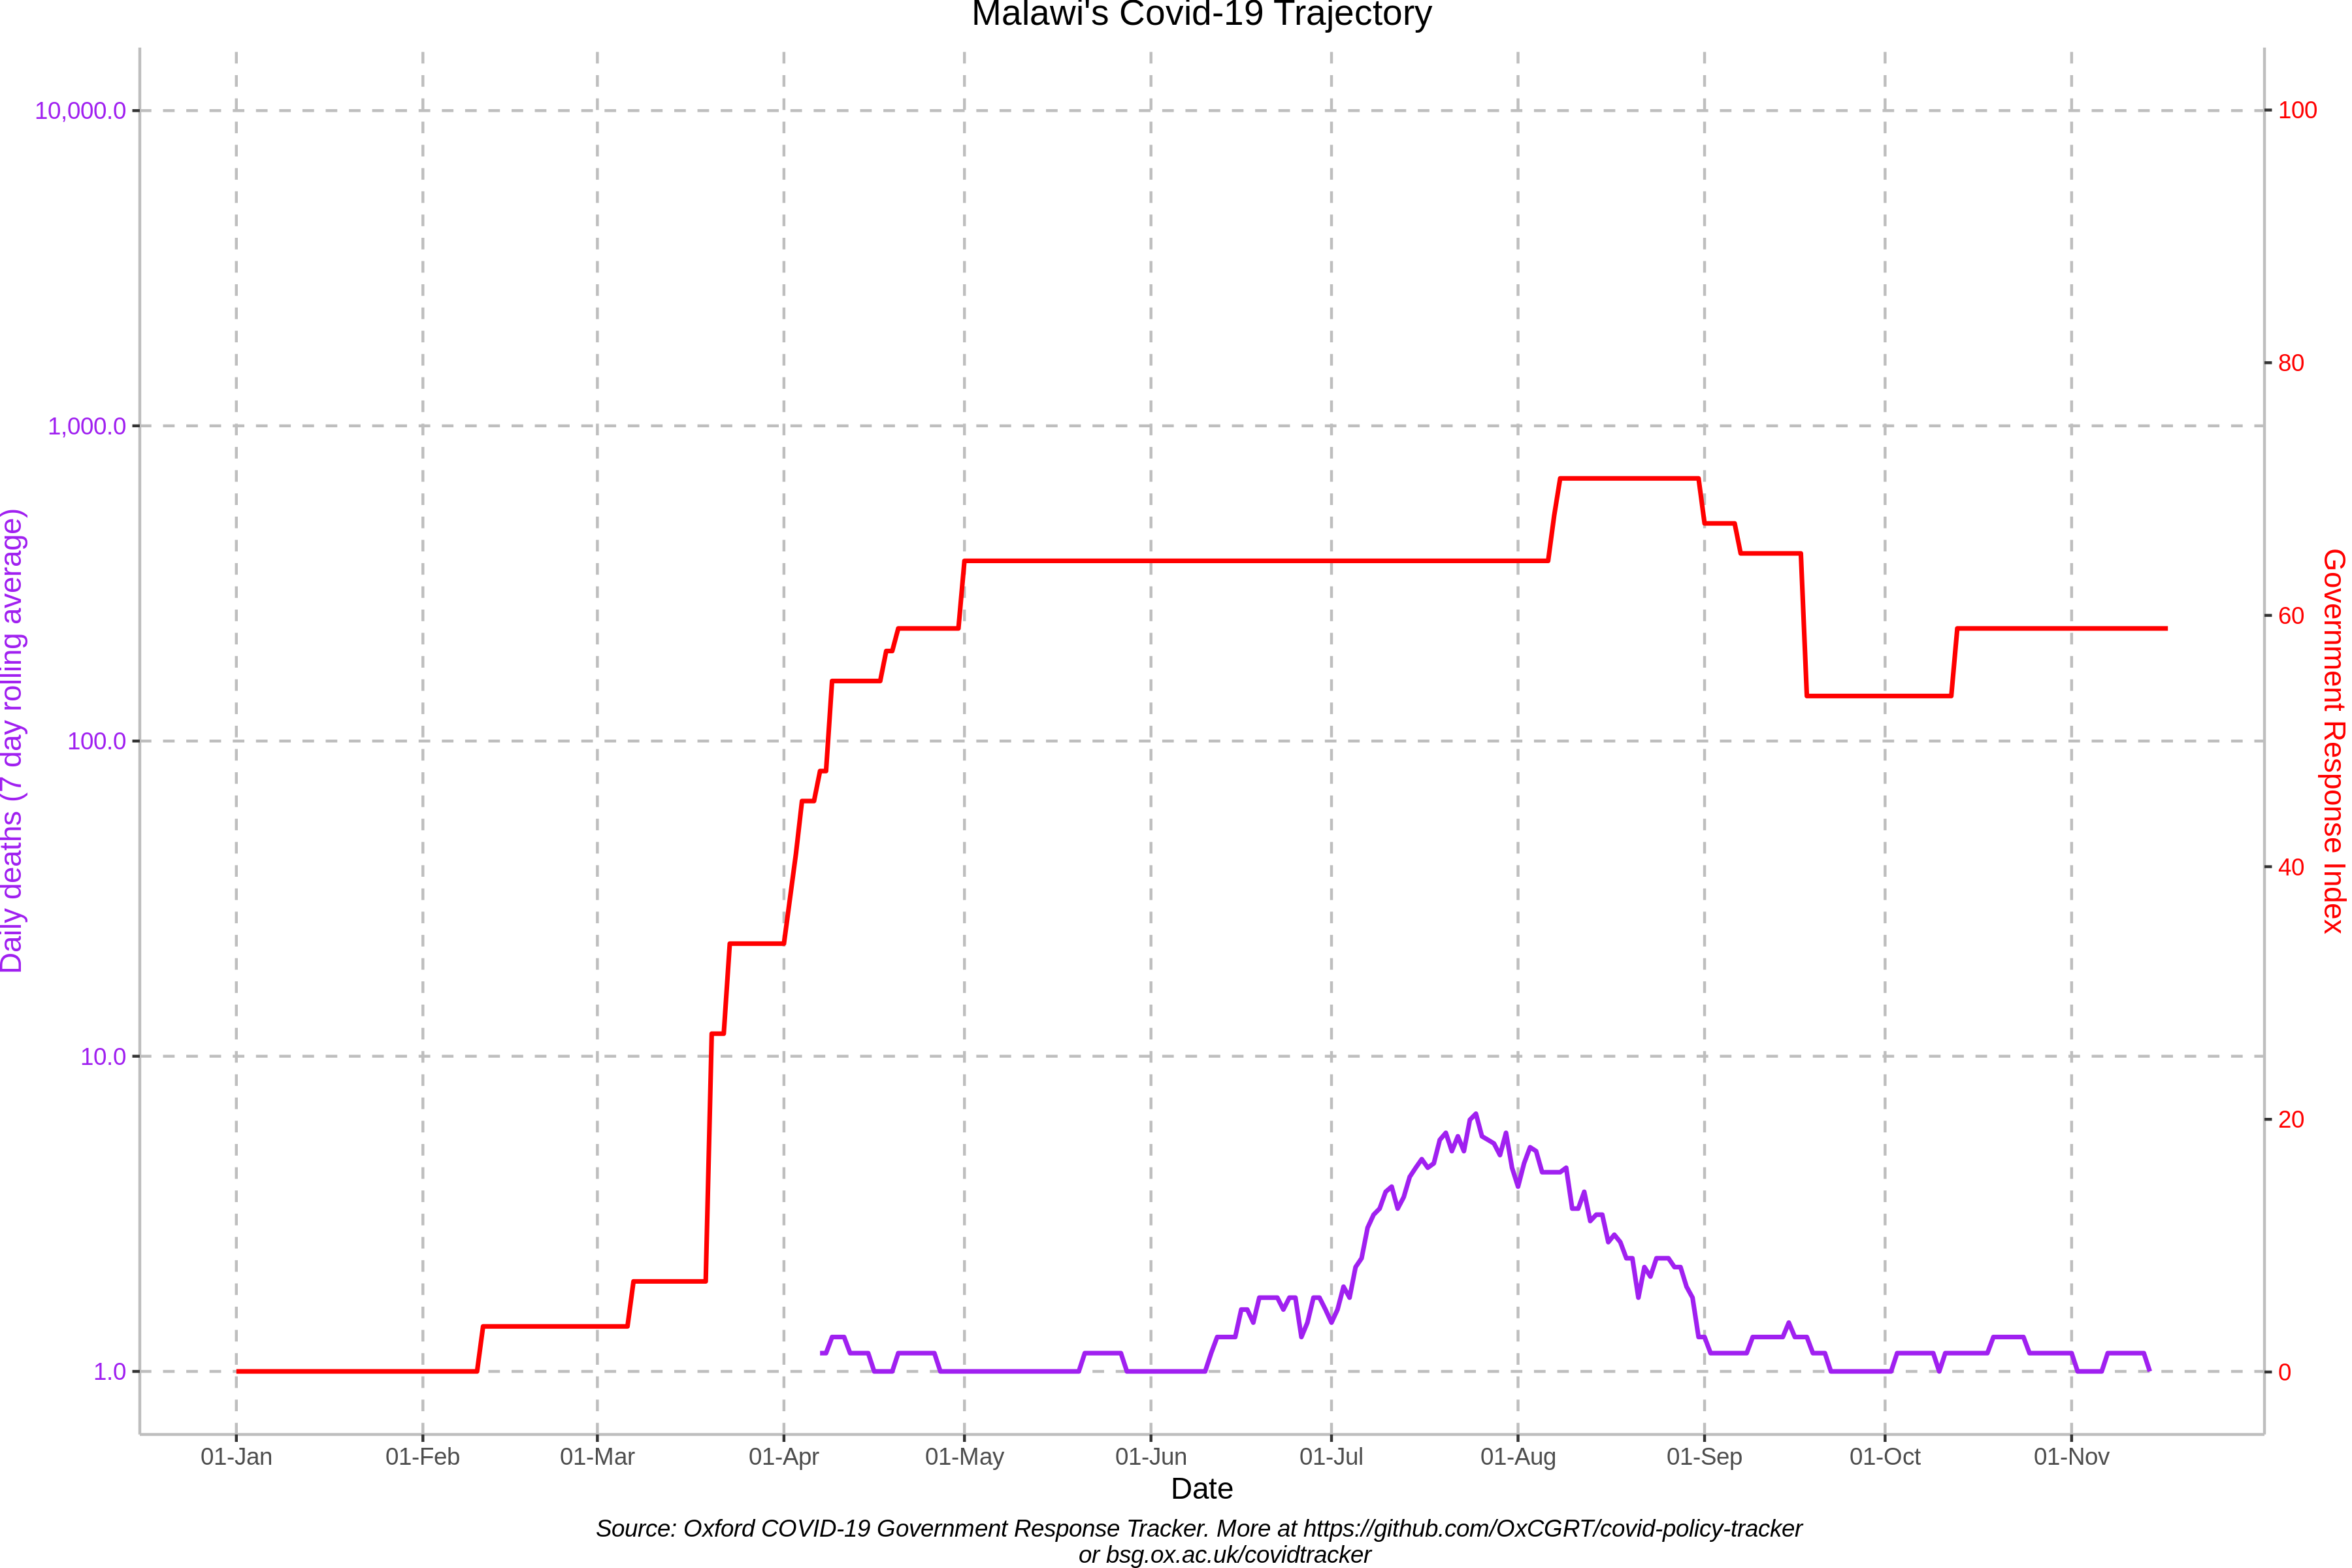 Malawi's Covid-19 Trajectory
10,000.0
1,000.0
100.0
10.0
1.0
Daily deaths (7 day rolling average)
100
80
60
40
20
0
Government Response Index
01-Jan
01-Feb
01-Mar
01-Apr
01-May
01-Jun
01-Jul
01-Aug
01-Sep
01-Oct
01-Nov
Date
Source: Oxford COVID-19 Government Response Tracker. More at https://github.com/OxCGRT/covid-policy-tracker
or bsg.ox.ac.uk/covidtracker